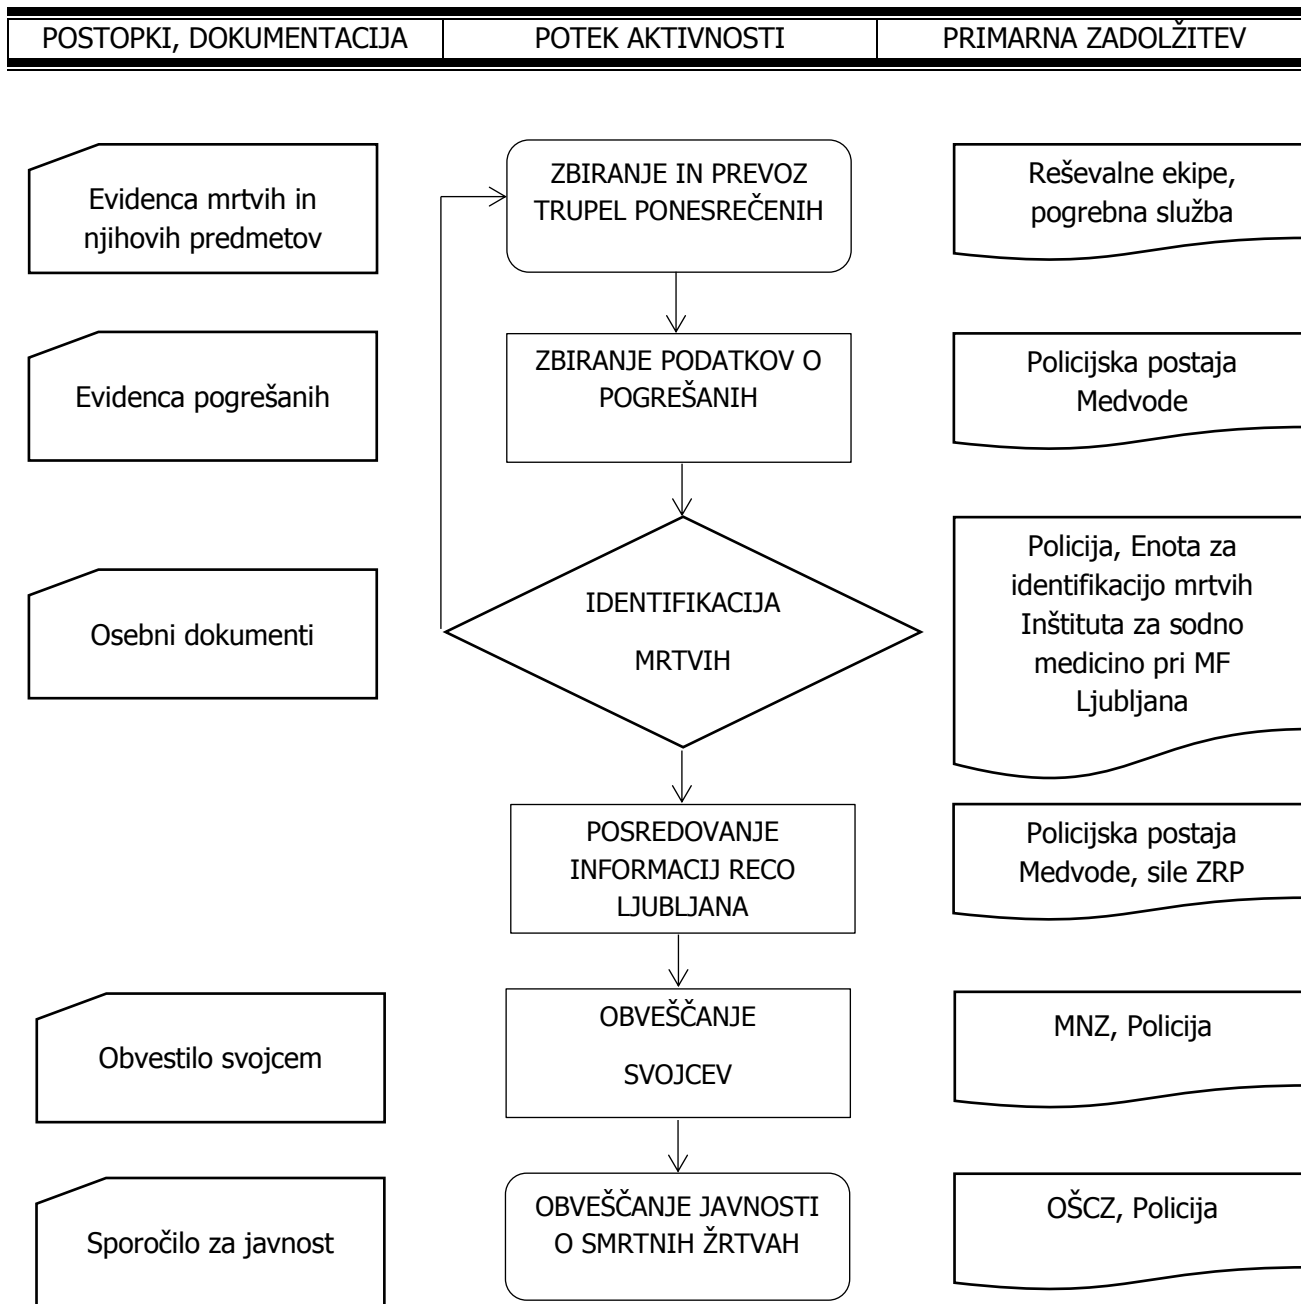 POSTOPKI, DOKUMENTACIJA
POTEK AKTIVNOSTI
PRIMARNA ZADOLŽITEV
Evidenca mrtvih in
njihovih predmetov
ZBIRANJE IN PREVOZ
TRUPEL PONESREČENIH
Reševalne ekipe,
pogrebna služba
Evidenca pogrešanih
ZBIRANJE PODATKOV O
POGREŠANIH
Policijska postaja
Medvode
Osebni dokumenti
IDENTIFIKACIJA
MRTVIH
Policija, Enota za
identifikacijo mrtvih
Inštituta za sodno
medicino pri MF
Ljubljana
POSREDOVANJE
INFORMACIJ RECO
LJUBLJANA
Policijska postaja
Medvode, sile ZRP
Obvestilo svojcem
OBVEŠČANJE
SVOJCEV
MNZ, Policija
Sporočilo za javnost
OBVEŠČANJE JAVNOSTI
O SMRTNIH ŽRTVAH
OŠCZ, Policija